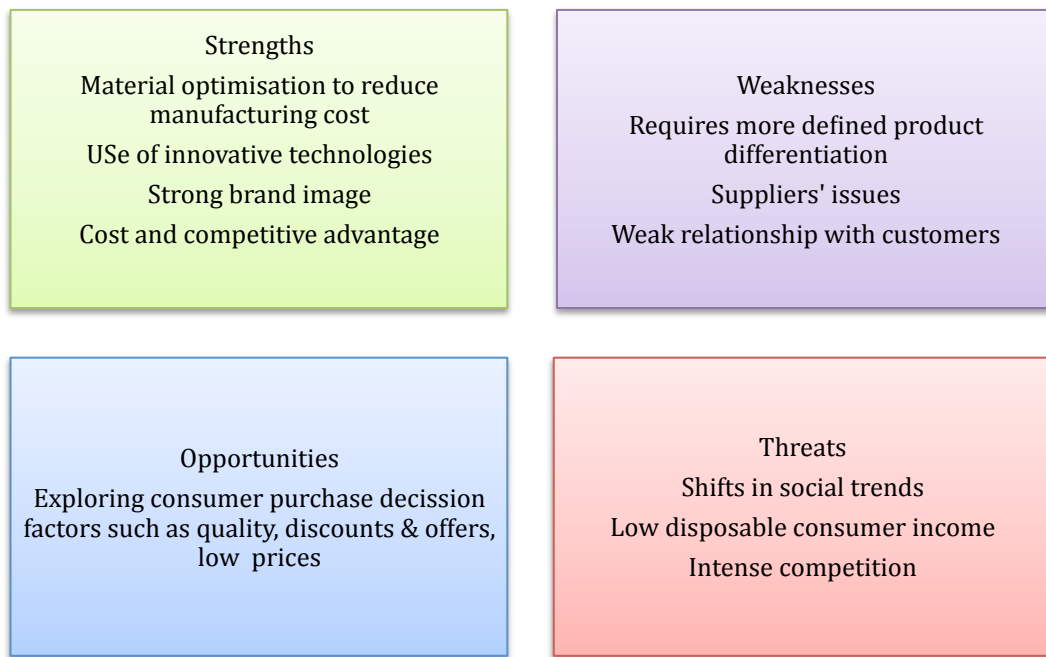 Strengths
Material optimisation to reduce
manufacturing cost
USe of innovative technologies
Strong brand image
Cost and competitive advantage
Weaknesses
Requires more defined product
differentiation
Suppliers' issues
Weak relationship with customers
Opportunities
Exploring consumer purchase decission
factors such as quality, discounts & offers,
low prices
Threats
Shifts in social trends
Low disposable consumer income
Intense competition